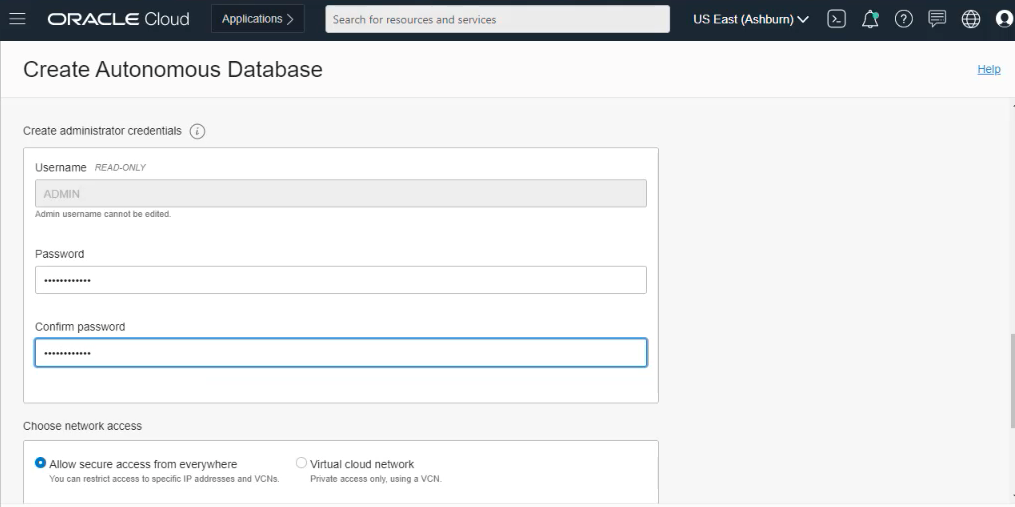 ORACLE Cloud
Applications
Search for resources and services
US East (Ashburn)
Create Autonomous Database
Help
Create administrator credentials
Username READ-ONLY
ADMIN
Admin username cannot be edited.
Password
••••••••••••
Confirm password
••••••••••••
Choose network access
Allow secure access from everywhere
You can restrict access to specific IP addresses and VCNs.
Virtual cloud network
Private access only, using a VCN.